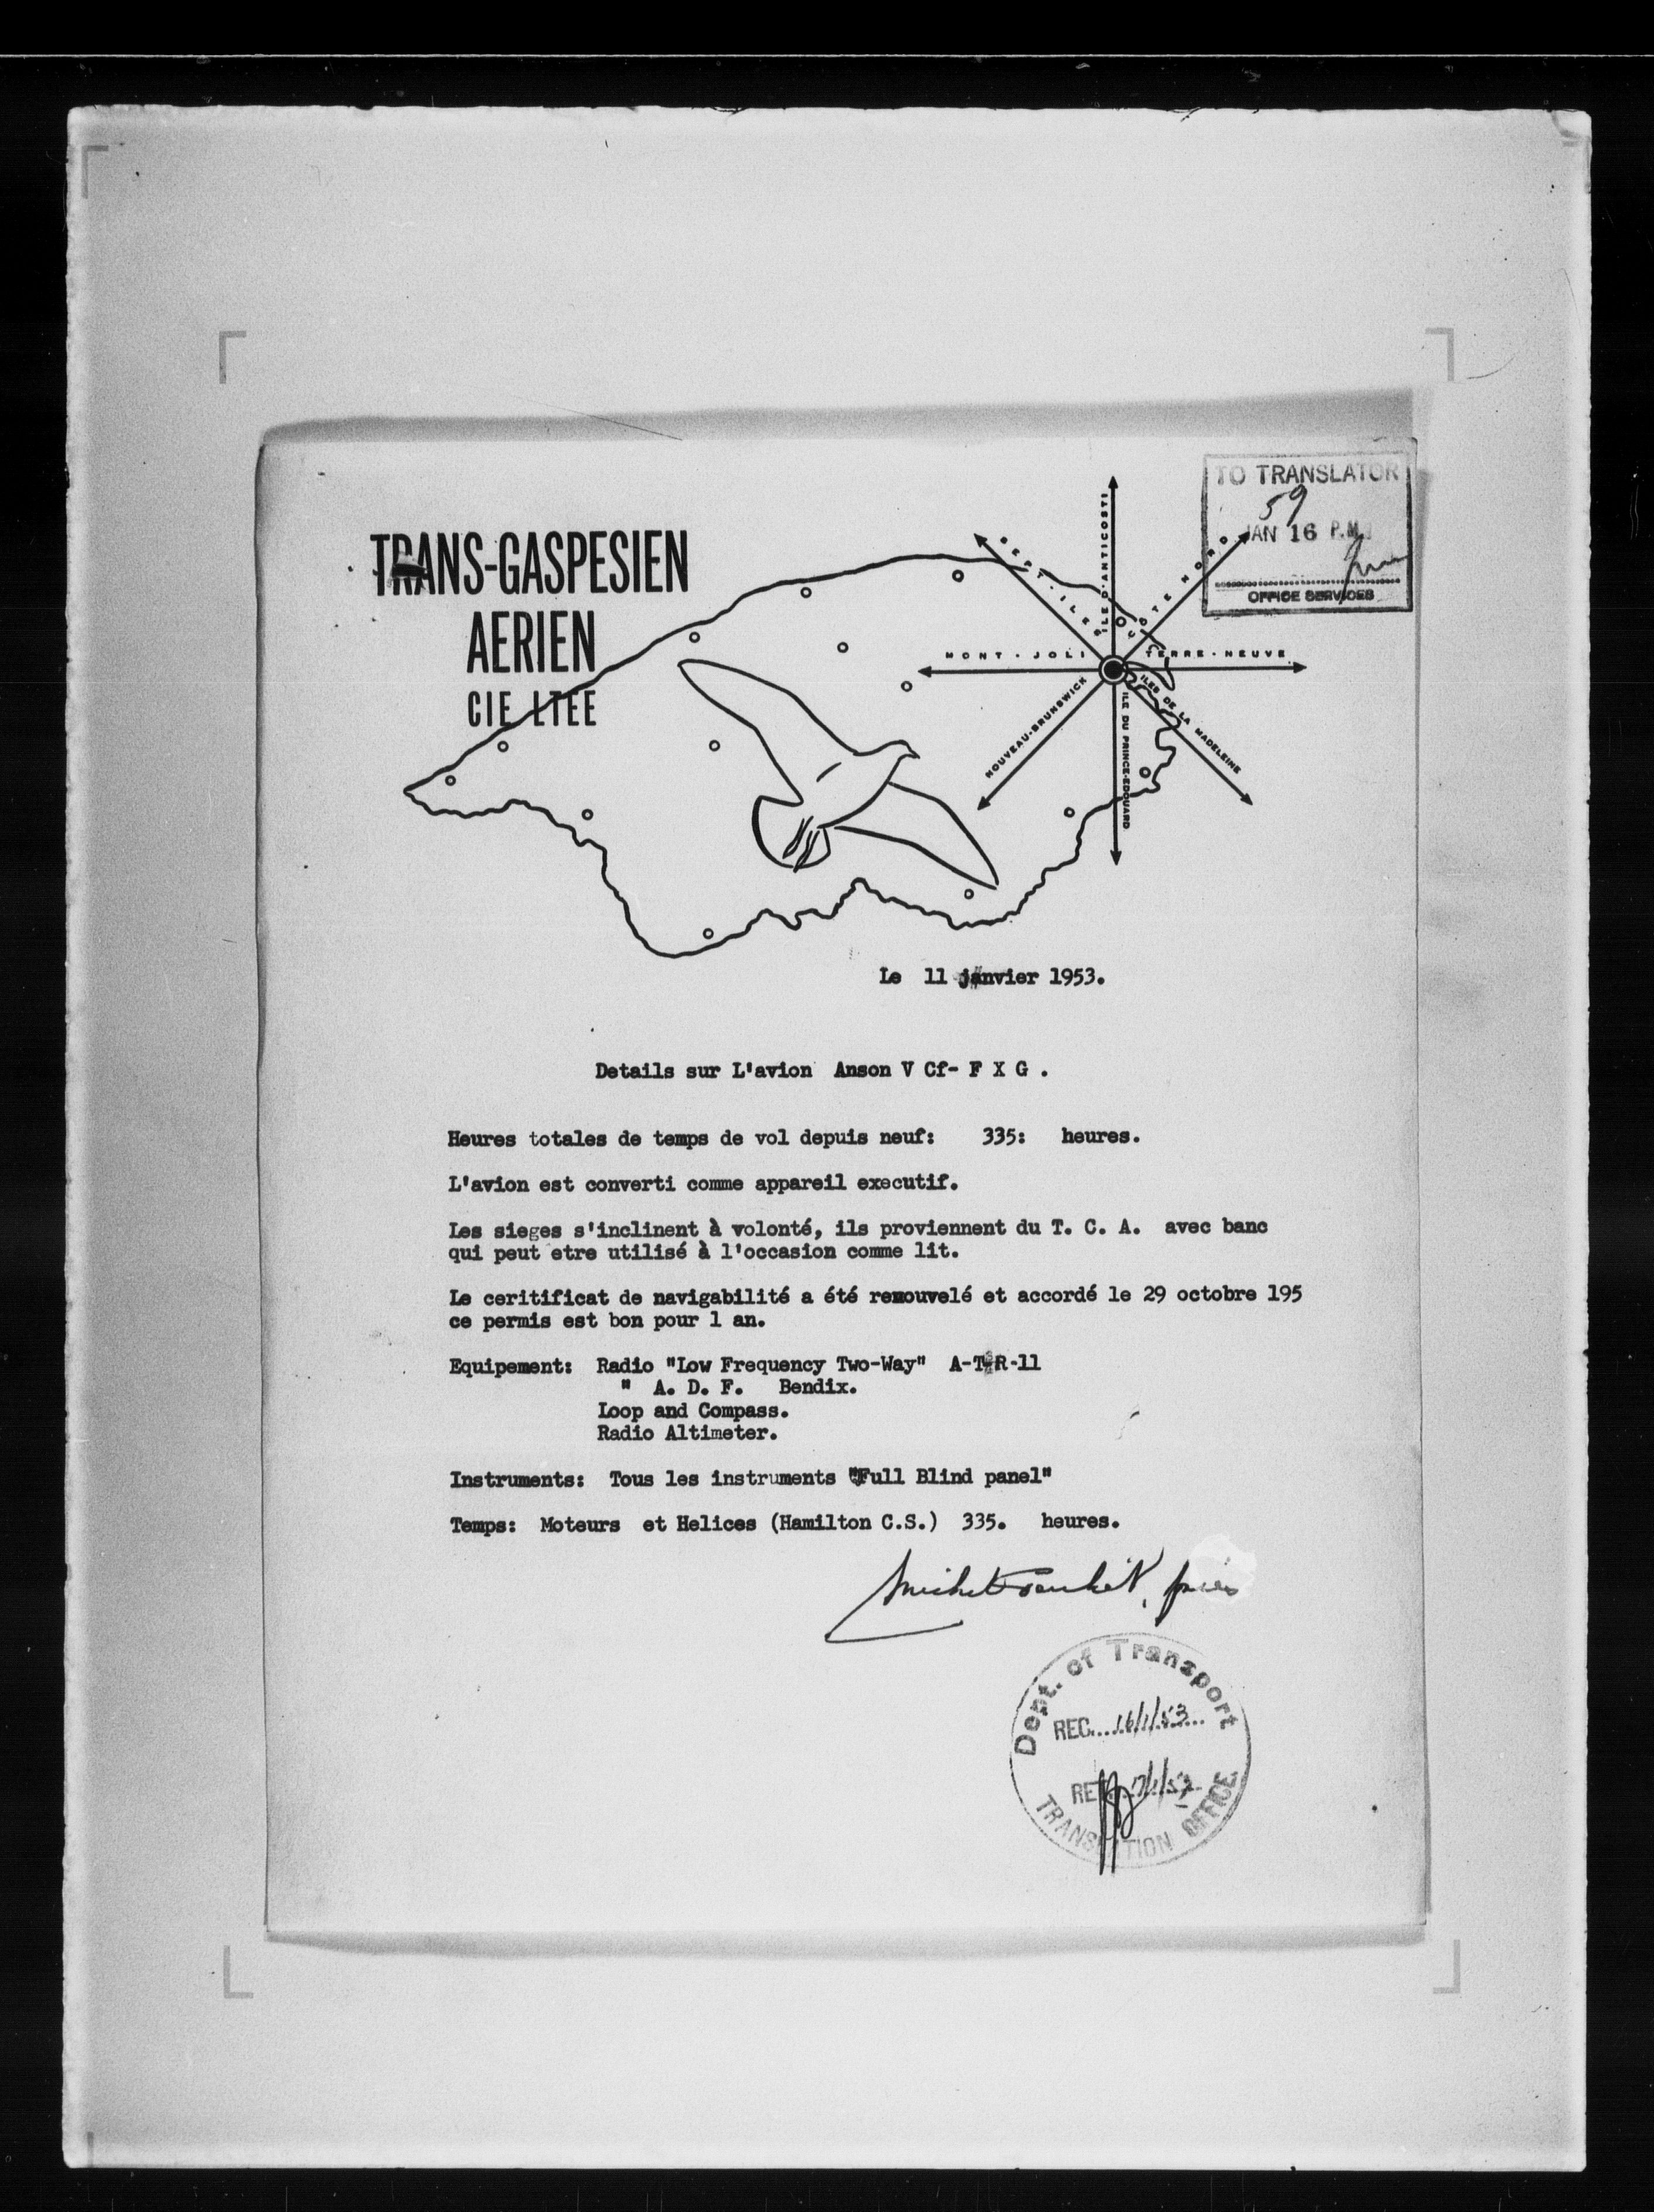 TO TRANSLATOR
59
JAN 16 P.M.
OFFICE SERVICES
TRANS-GASPESIEN
AERIEN
CIE LTEE
SEPT-ILES
ILE D'ANTICOSTI
COTE NORD
MONT-JOLI
TERRE-NEUVE
NOUVEAU-BRUNSWICK
ILE DU PRINCE-EDOUARD
ILES DE LA MADELEINE
Le 11 janvier 1953.
Details sur L'avion Anson V Cf- F X G .
Heures totales de temps de vol depuis neuf: 335: heures.
L'avion est converti comme appareil executif.
Les sieges s'inclinent à volonté, ils proviennent du T. C. A. avec banc
qui peut etre utilisé à l'occasion comme lit.
Le ceritificat de navigabilité a été renouvelé et accordé le 29 octobre 195
ce permis est bon pour 1 an.
Equipement: Radio "Low Frequency Two-Way" A-T-R-11
" A. D. F. Bendix.
Loop and Compass.
Radio Altimeter.
Instruments: Tous les instruments "Full Blind panel"
Temps: Moteurs et Helices (Hamilton C.S.) 335. heures.
Dept. of Transport
REC....16/1/53...
TRANSLATION OFFICE